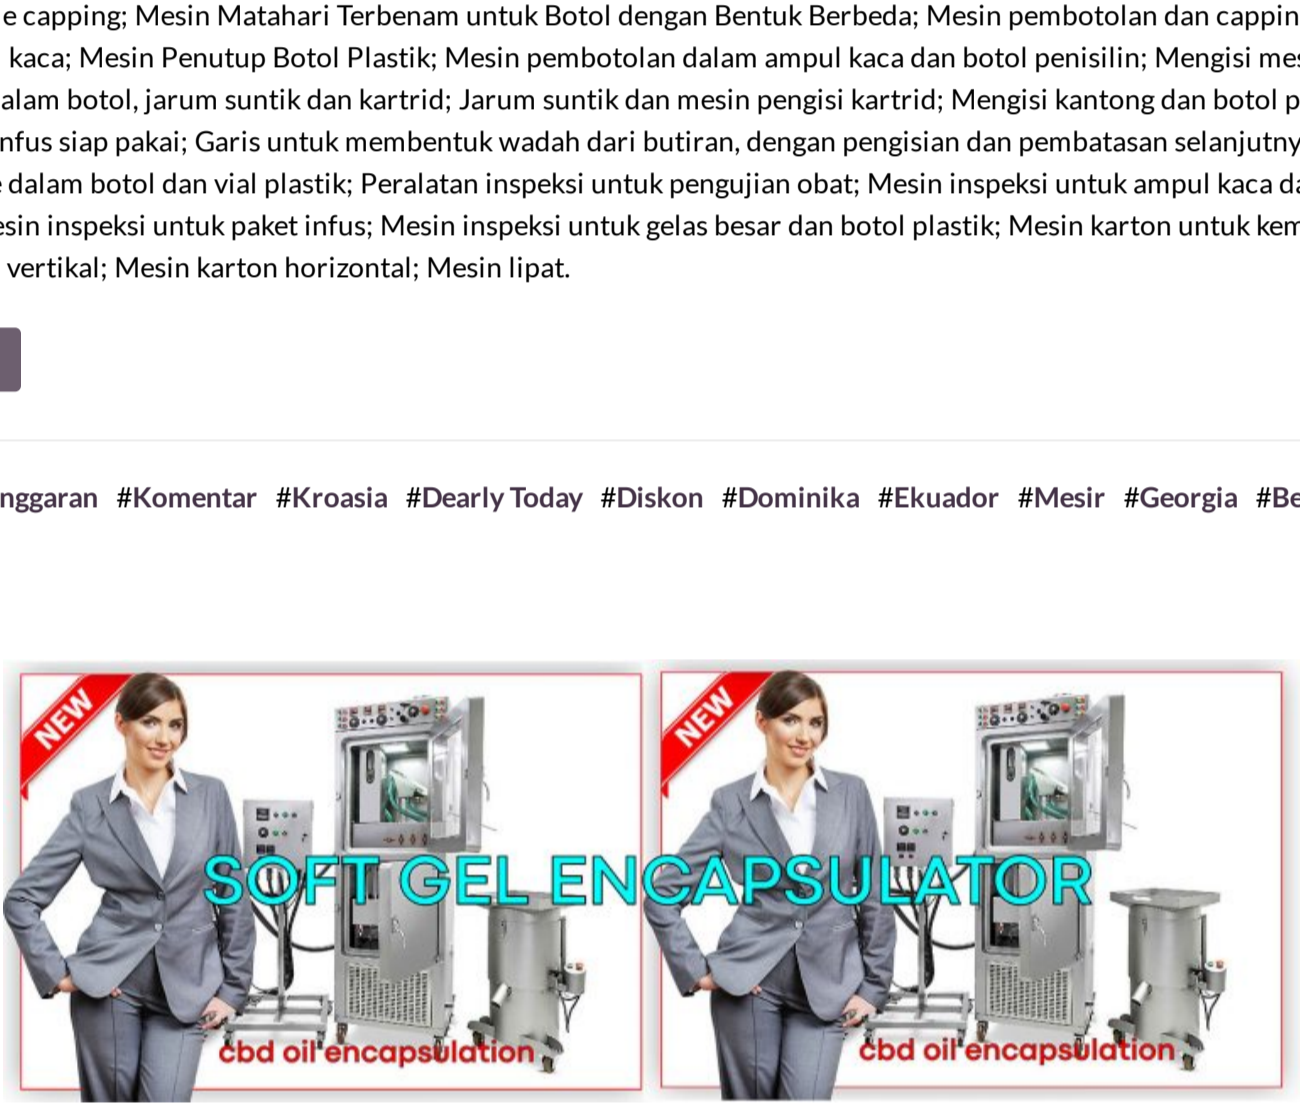 e capping; Mesin Matahari Terbenam untuk Botol dengan Bentuk Berbeda; Mesin pembotolan dan cappin
kaca; Mesin Penutup Botol Plastik; Mesin pembotolan dalam ampul kaca dan botol penisilin; Mengisi mes
alam botol, jarum suntik dan kartrid; Jarum suntik dan mesin pengisi kartrid; Mengisi kantong dan botol p
nfus siap pakai; Garis untuk membentuk wadah dari butiran, dengan pengisian dan pembatasan selanjutny
e dalam botol dan vial plastik; Peralatan inspeksi untuk pengujian obat; Mesin inspeksi untuk ampul kaca da
esin inspeksi untuk paket infus; Mesin inspeksi untuk gelas besar dan botol plastik; Mesin karton untuk kem
vertikal; Mesin karton horizontal; Mesin lipat.
nggaran #Komentar #Kroasia #Dearly Today #Diskon #Dominika #Ekuador #Mesir #Georgia #Be
NEW
NEW
SOFT GEL ENCAPSULATOR
cbd oil encapsulation
cbd oil encapsulation